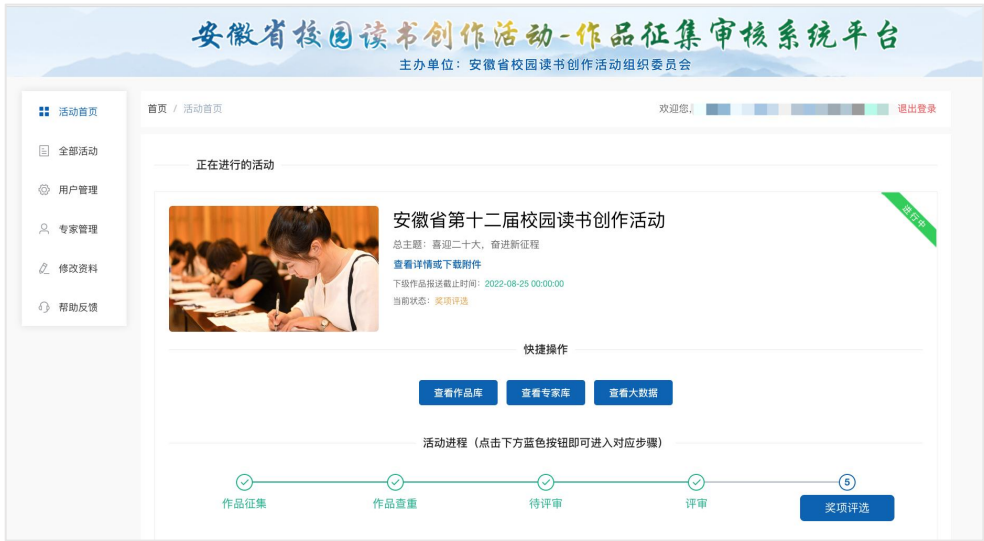 安徽省校园读书创作活动-作品征集审核系统平台
主办单位：安徽省校园读书创作活动组织委员会
活动首页
全部活动
用户管理
专家管理
修改资料
帮助反馈
首页 / 活动首页
欢迎您,
退出登录
正在进行的活动
进行中
安徽省第十二届校园读书创作活动
总主题：喜迎二十大，奋进新征程
查看详情或下载附件
下级作品报送截止时间：2022-08-25 00:00:00
当前状态：奖项评选
快捷操作
查看作品库 查看专家库 查看大数据
活动进程（点击下方蓝色按钮即可进入对应步骤）
5
作品征集 作品查重 待评审 评审 奖项评选